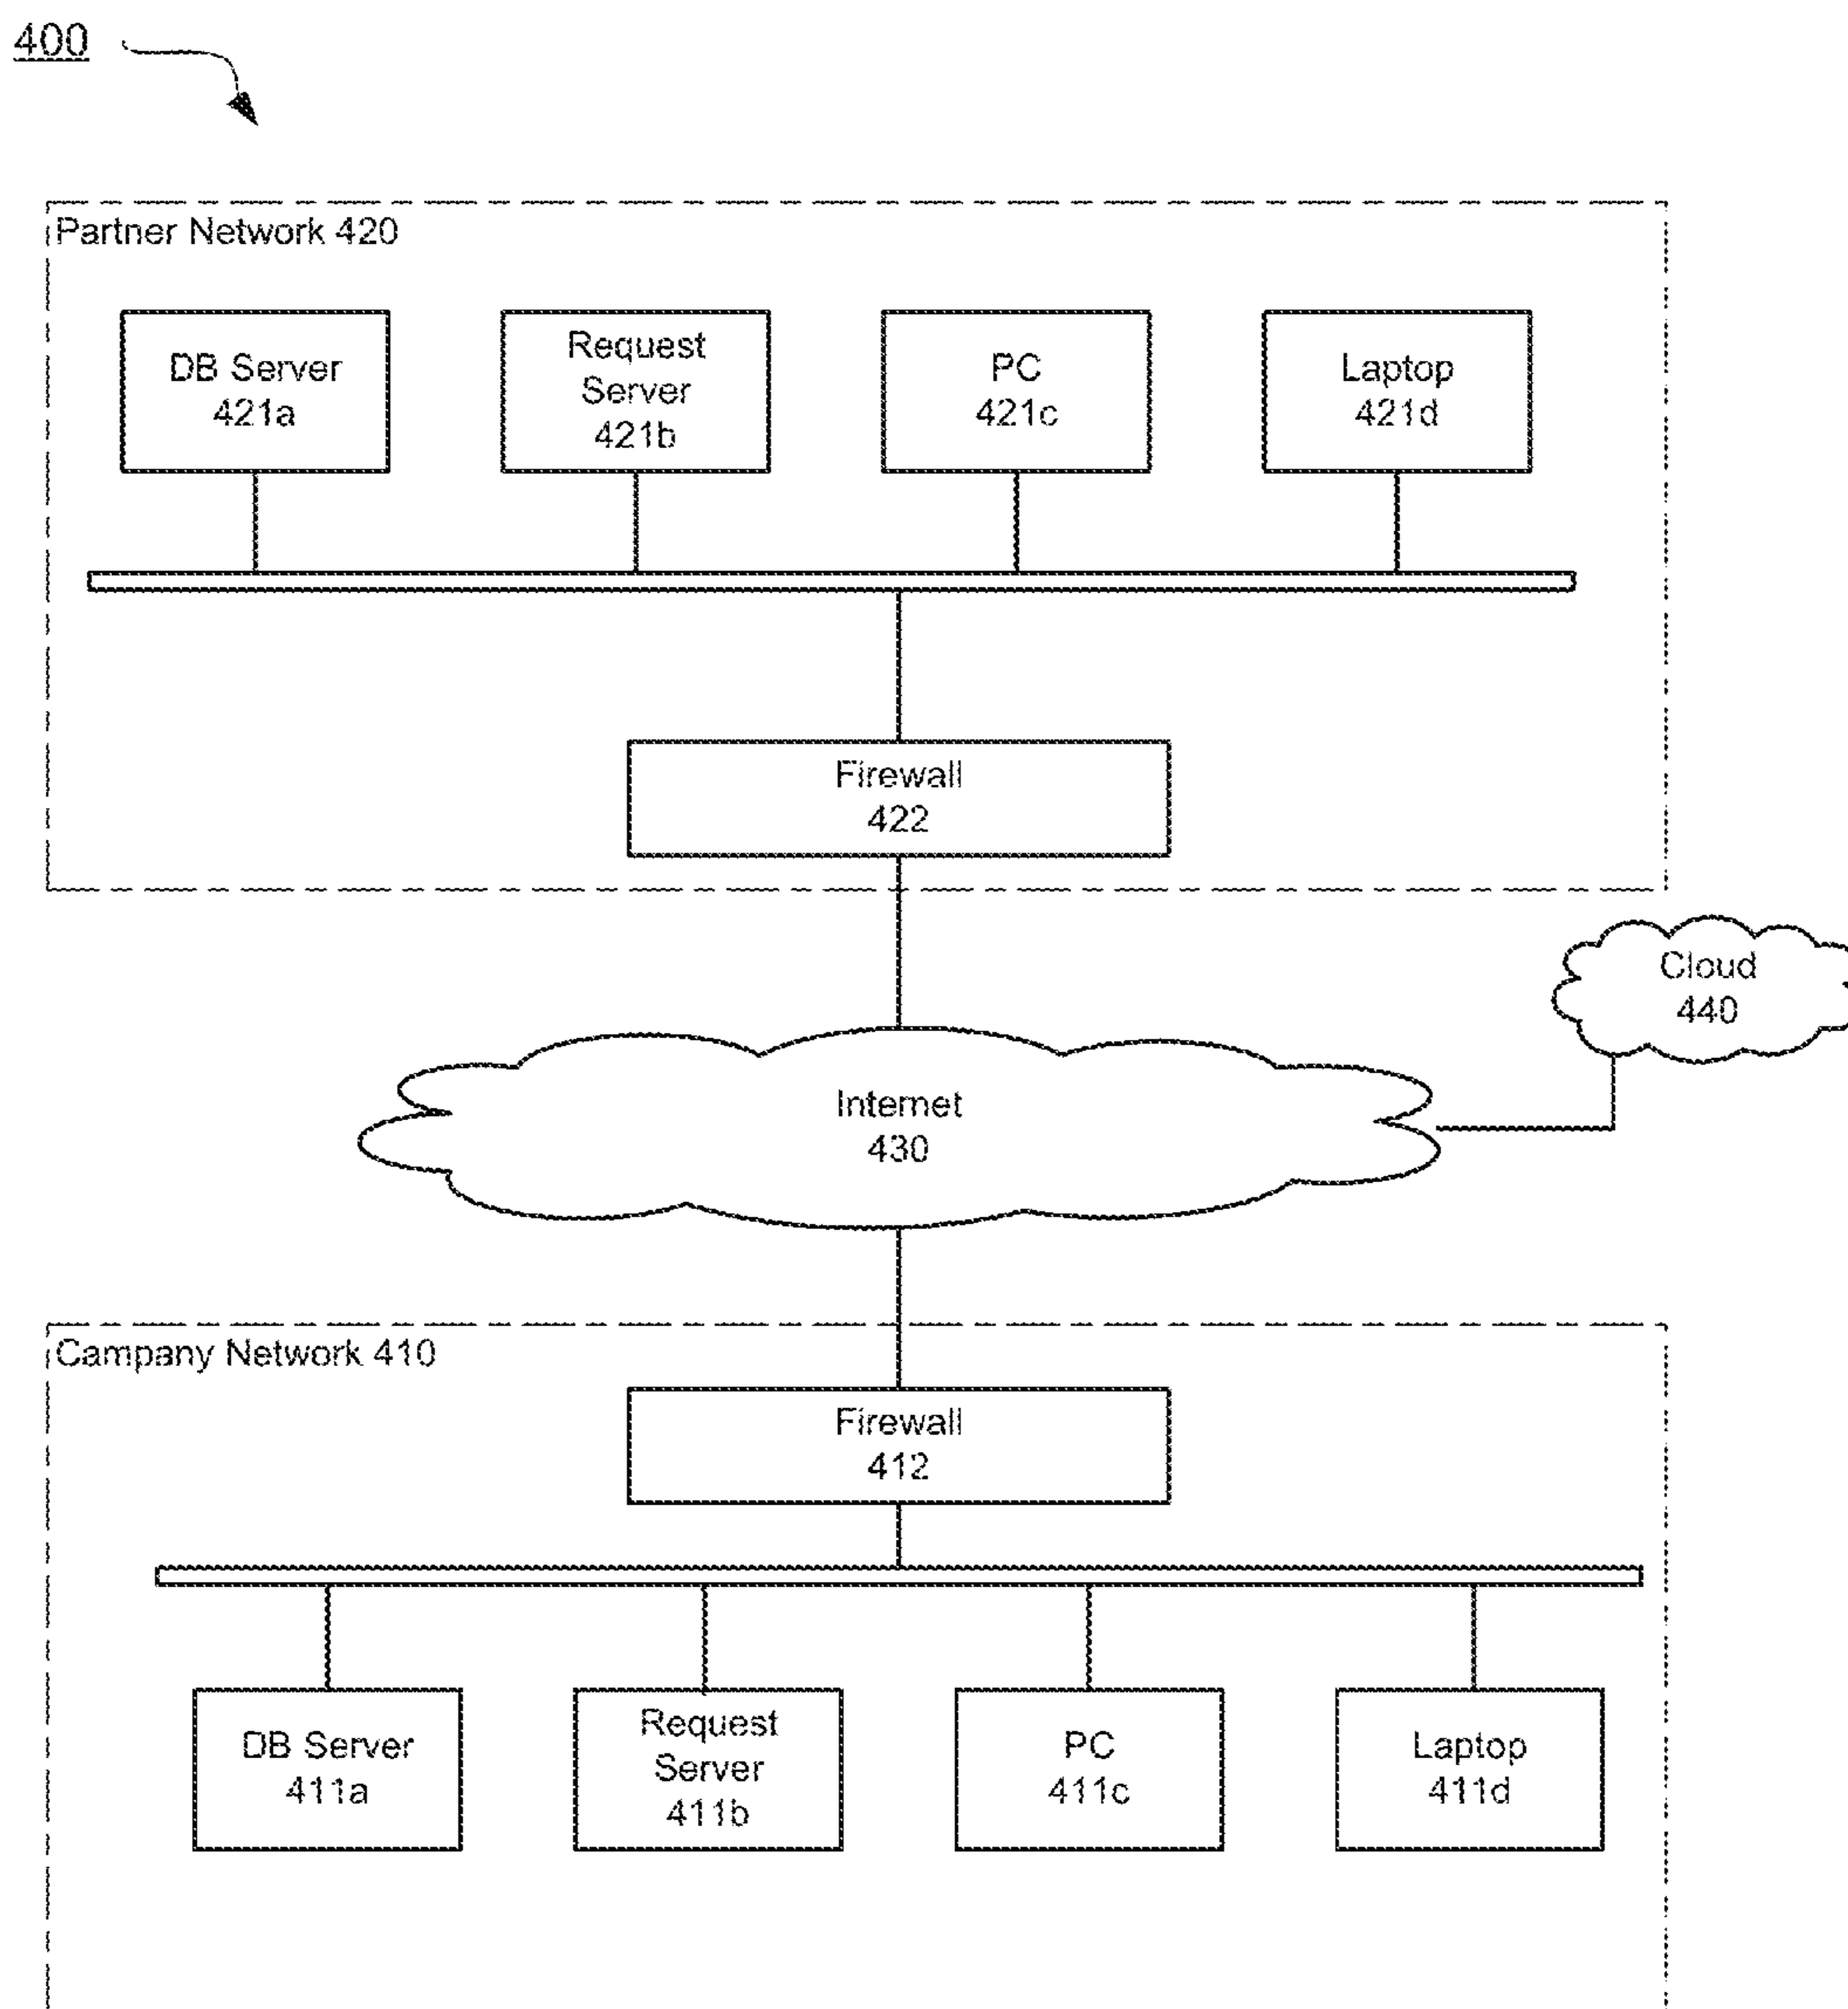 400
Partner Network 420
DB Server
421a
Request
Server
421b
PC
421c
Laptop
421d
Firewall
422
Cloud
440
Internet
430
Campany Network 410
Firewall
412
DB Server
411a
Request
Server
411b
PC
411c
Laptop
411d